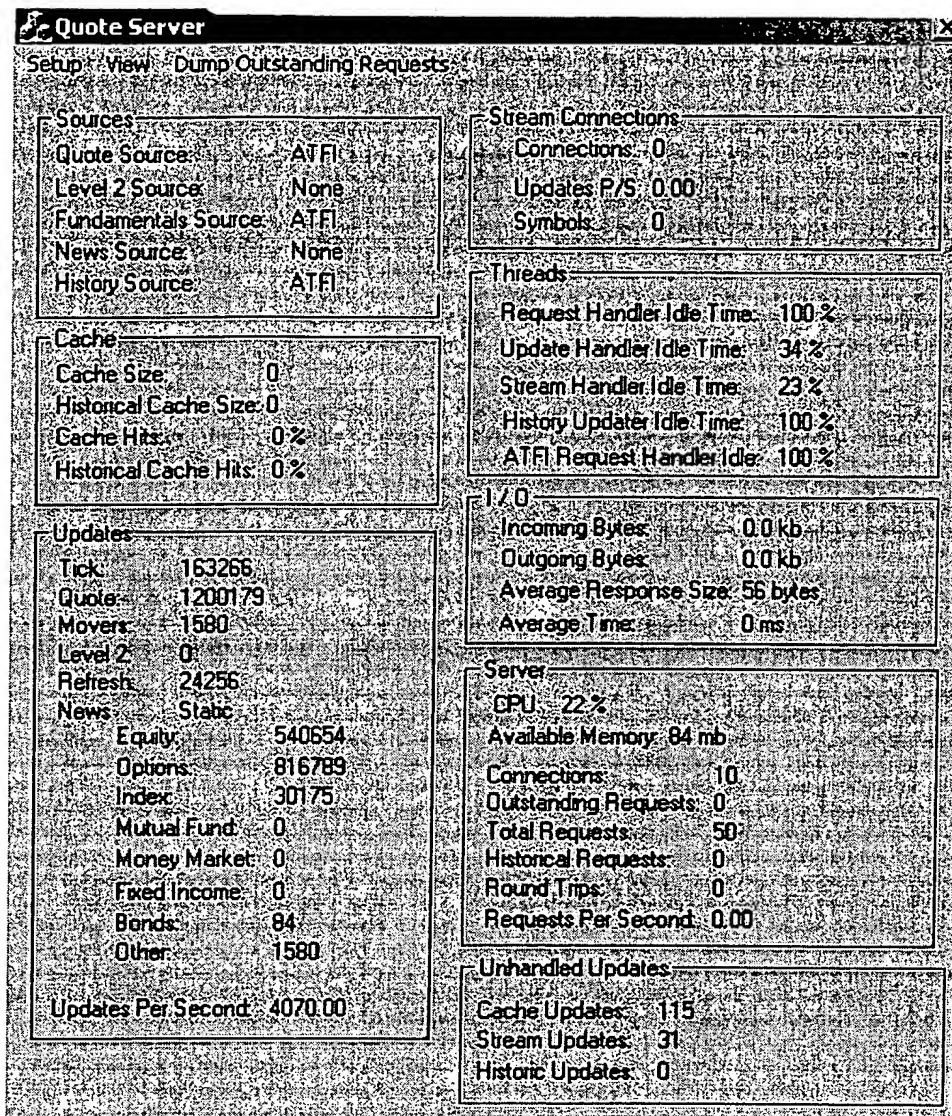 Quote Server
Setup View Dump Outstanding Requests
Sources
Quote Source: ATFI
Level 2 Source: None
Fundamentals Source: ATFI
News Source: None
History Source: ATFI
Cache
Cache Size: 0
Historical Cache Size: 0
Cache Hits: 0 %
Historical Cache Hits: 0 %
Updates
Tick: 163266
Quote: 1200179
Movers: 1580
Level 2: 0
Refresh: 24256
News: Static
Equity: 540654
Options: 816789
Index: 30175
Mutual Fund: 0
Money Market: 0
Fixed Income: 0
Bonds: 84
Other: 1580
Updates Per Second: 4070.00
Stream Connections
Connections: 0
Updates P/S: 0.00
Symbols: 0
Threads
Request Handler Idle Time: 100 %
Update Handler Idle Time: 34 %
Stream Handler Idle Time: 23 %
History Updater Idle Time: 100 %
ATFI Request Handler Idle: 100 %
I / O
Incoming Bytes: 0.0 kb
Outgoing Bytes: 0.0 kb
Average Response Size: 56 bytes
Average Time: 0 ms
Server
CPU: 22 %
Available Memory: 84 mb
Connections: 10
Outstanding Requests: 0
Total Requests: 50
Historical Requests: 0
Round Trips: 0
Requests Per Second: 0.00
Unhandled Updates
Cache Updates: 115
Stream Updates: 31
Historic Updates: 0